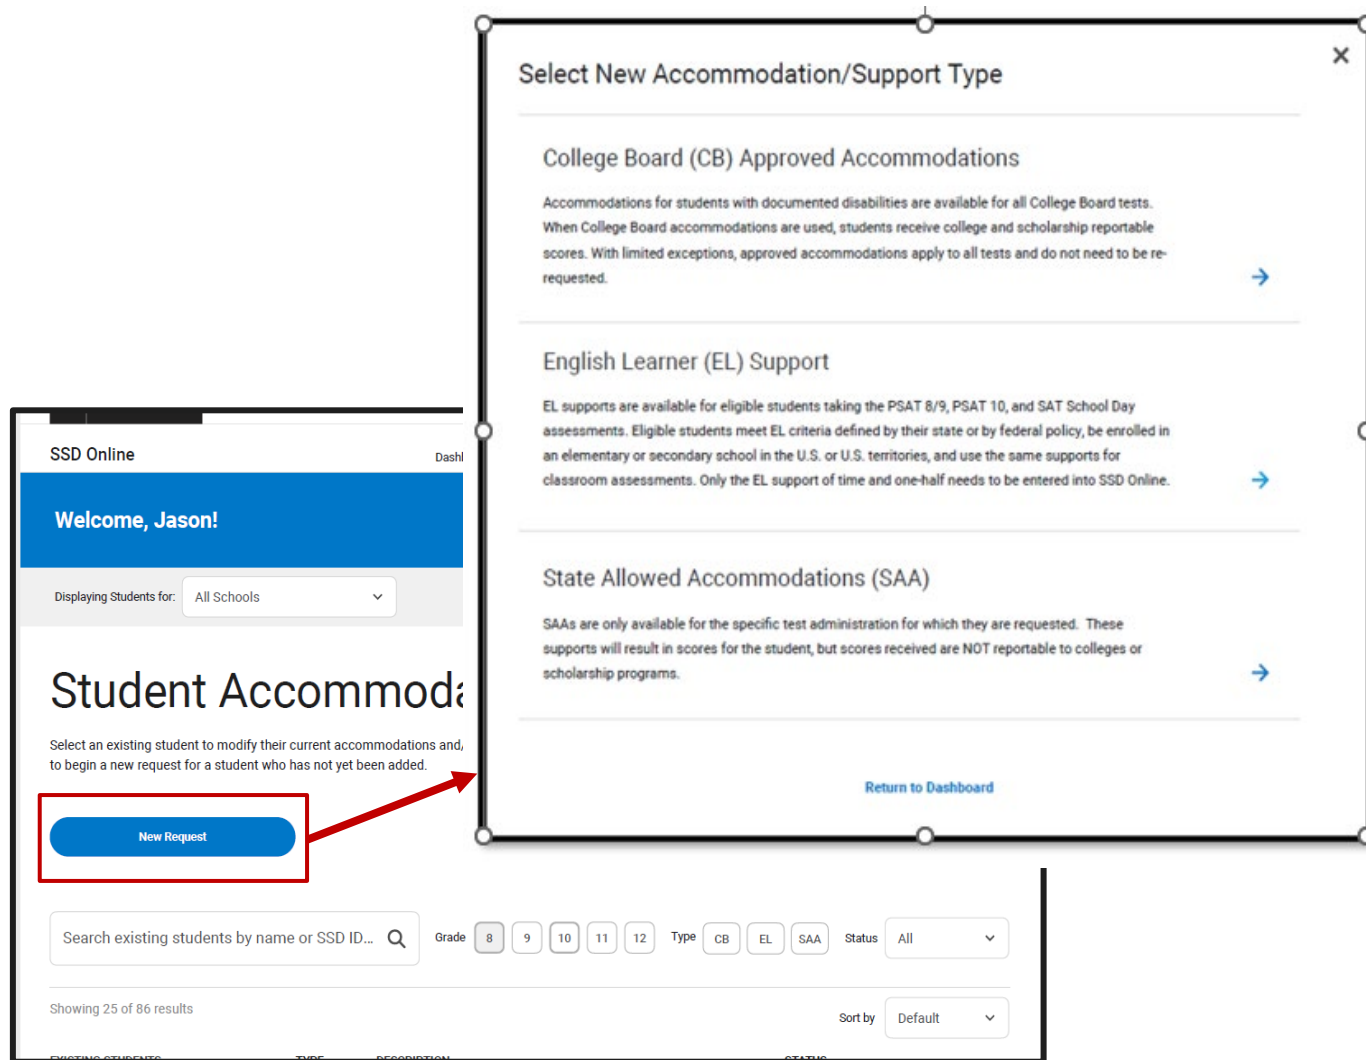 Select New Accommodation/Support Type
College Board (CB) Approved Accommodations
Accommodations for students with documented disabilities are available for all College Board tests.
When College Board accommodations are used, students receive college and scholarship reportable
scores. With limited exceptions, approved accommodations apply to all tests and do not need to be re-
requested.
English Learner (EL) Support
EL supports are available for eligible students taking the PSAT 8/9, PSAT 10, and SAT School Day
assessments. Eligible students meet EL criteria defined by their state or by federal policy, be enrolled in
an elementary or secondary school in the U.S. or U.S. territories, and use the same supports for
classroom assessments. Only the EL support of time and one-half needs to be entered into SSD Online.
State Allowed Accommodations (SAA)
SAAs are only available for the specific test administration for which they are requested. These
supports will result in scores for the student, but scores received are NOT reportable to colleges or
scholarship programs.
Return to Dashboard
SSD Online Dashl
Welcome, Jason!
Displaying Students for: All Schools
Student Accommoda
Select an existing student to modify their current accommodations and/
to begin a new request for a student who has not yet been added.
New Request
Search existing students by name or SSD ID... Grade 8 9 10 11 12 Type CB EL SAA Status All
Showing 25 of 86 results
Sort by Default
EXISTING STUDENTS TYPE DESCRIPTION STATUS